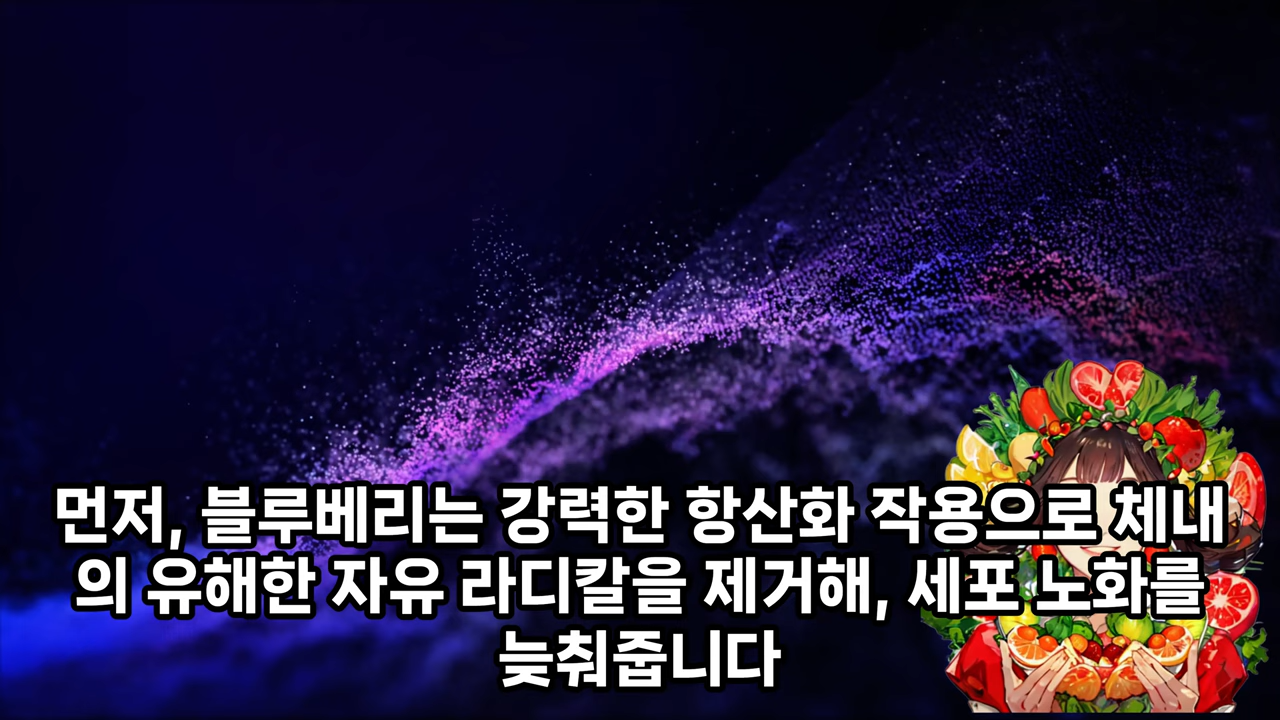 먼저, 블루베리는 강력한 항산화 작용으로 체내
의 유해한 자유 라디칼을 제거해, 세포 노화를
늦춰줍니다